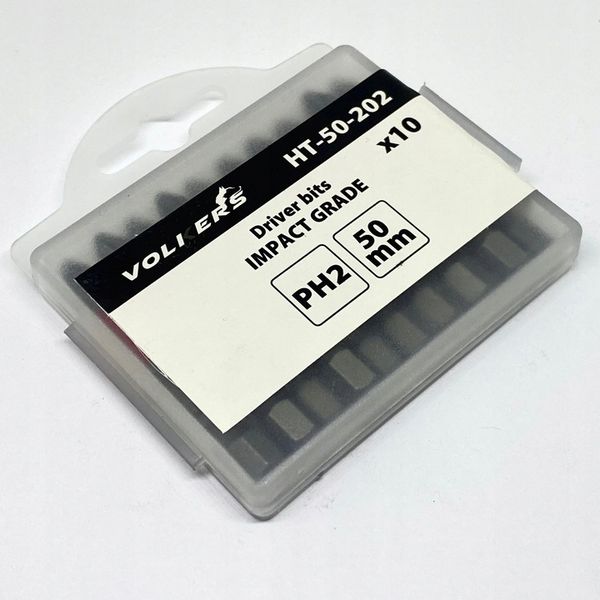 VOLKERS HT-50-202
Driver bits x10
IMPACT GRADE
PH2 50 mm